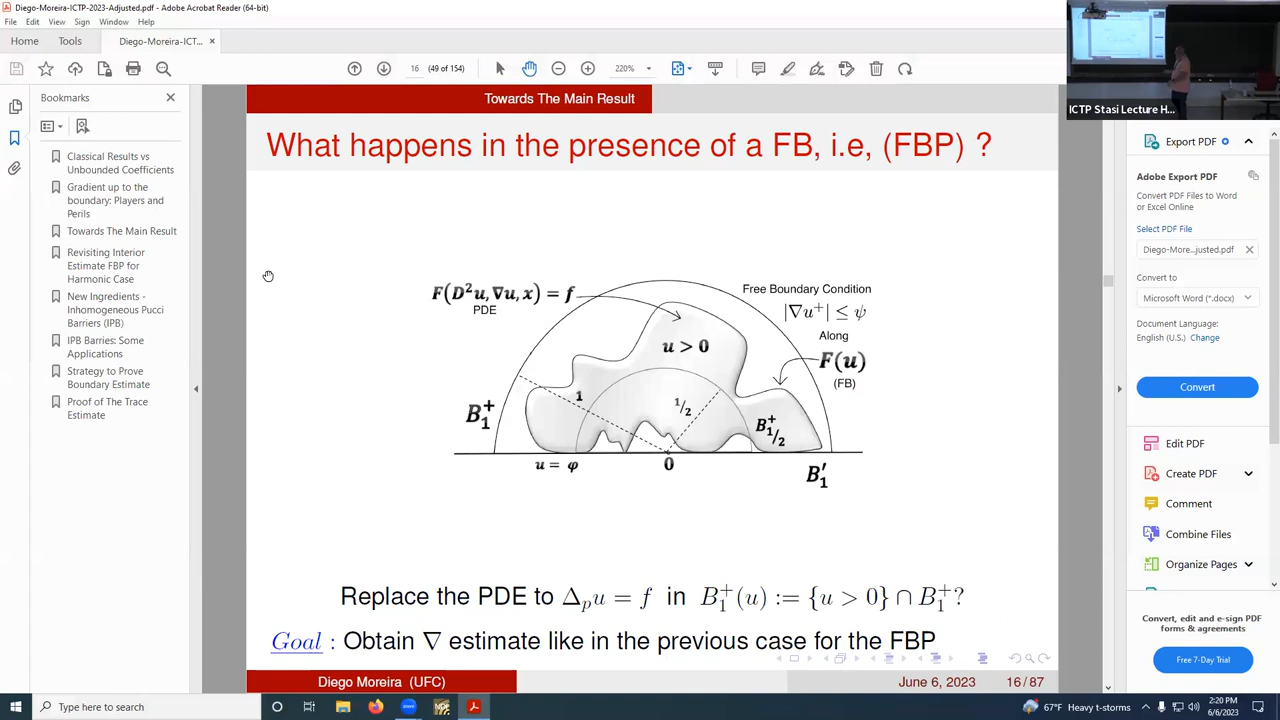 Diego-Moreira-ICTP-2023-Adjusted.pdf - Adobe Acrobat Reader (64-bit)
File Edit View Sign Window Help
Home Tools Diego-Moreira-ICT... ×
16 (49 of 154) 220%
Bookmarks
Classical Results vs
Unbounded Coefficients
Gradient up to the
boundary: Players and
Perils
Towards The Main Result
Revisiting Interior
Estimate FBP for
Harmonic Case
New Ingredients -
Inhomogeneous Pucci
Barriers (IPB)
IPB Barries: Some
Applications
Strategy to Prove
Boundary Estimate
Proof of The Trace
Estimate
Towards The Main Result
What happens in the presence of a FB, i.e, (FBP) ?
F(D²u, ∇u, x) = f
PDE
Free Boundary Condition
|∇u⁺| ≤ ψ
Along
F(u)
(FB)
u > 0
1
1/2
B₁⁺
B⁺₁/₂
u = φ
0
B₁′
Replace the PDE to Δₚu = f in B₁⁺(u) := {u > 0} ∩ B₁⁺?
Goal : Obtain ∇ estimate like in the previous case for the FBP
Diego Moreira (UFC)
June 6, 2023 16/87
ICTP Stasi Lecture H...
Export PDF
Adobe Export PDF
Convert PDF Files to Word
or Excel Online
Select PDF File
Diego-More...justed.pdf
Convert to
Microsoft Word (*.docx)
Document Language:
English (U.S.) Change
Convert
Edit PDF
Create PDF
Comment
Combine Files
Organize Pages
Convert, edit and e-sign PDF
forms & agreements
Free 7-Day Trial
Type here to search
zoom
67°F Heavy t-storms
2:20 PM
6/6/2023